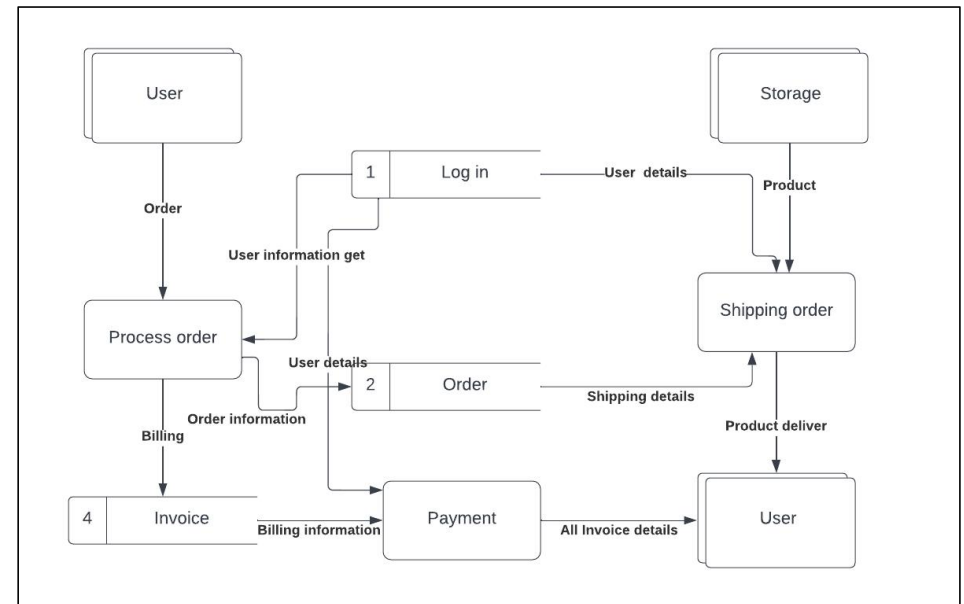 User
Storage
1
Log in
User details
Product
Order
User information get
Shipping order
Process order
User details
2
Order
Shipping details
Order information
Product deliver
Billing
4
Invoice
Billing information
Payment
All Invoice details
User